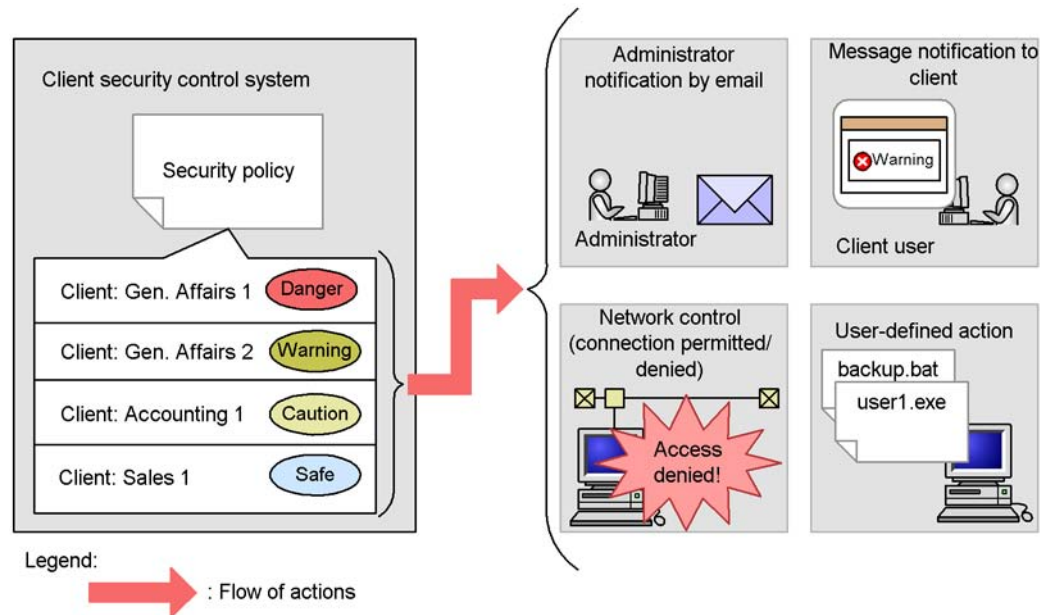 Client security control system
Security policy
Client: Gen. Affairs 1
Danger
Client: Gen. Affairs 2
Warning
Client: Accounting 1
Caution
Client: Sales 1
Safe
Legend:
: Flow of actions
Administrator
notification by email
Administrator
Message notification to
client
Warning
Client user
Network control
(connection permitted/
denied)
Access
denied!
User-defined action
backup.bat
user1.exe